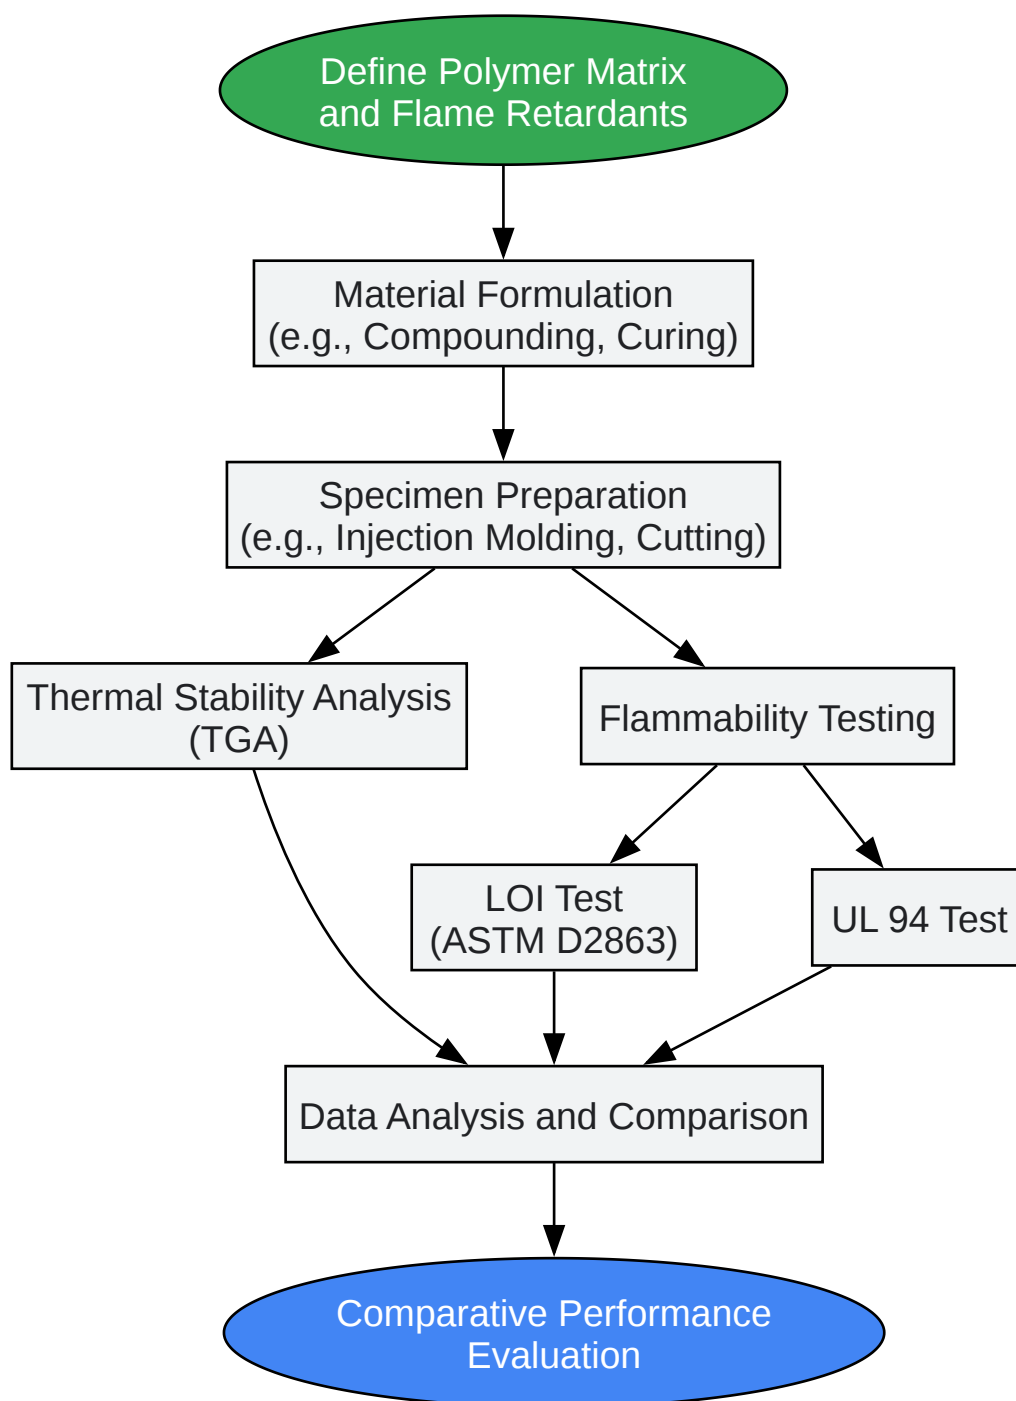 Define Polymer Matrix
and Flame Retardants
Material Formulation
(e.g., Compounding, Curing)
Specimen Preparation
(e.g., Injection Molding, Cutting)
Thermal Stability Analysis
(TGA)
Flammability Testing
LOI Test
(ASTM D2863)
UL 94 Test
Data Analysis and Comparison
Comparative Performance
Evaluation